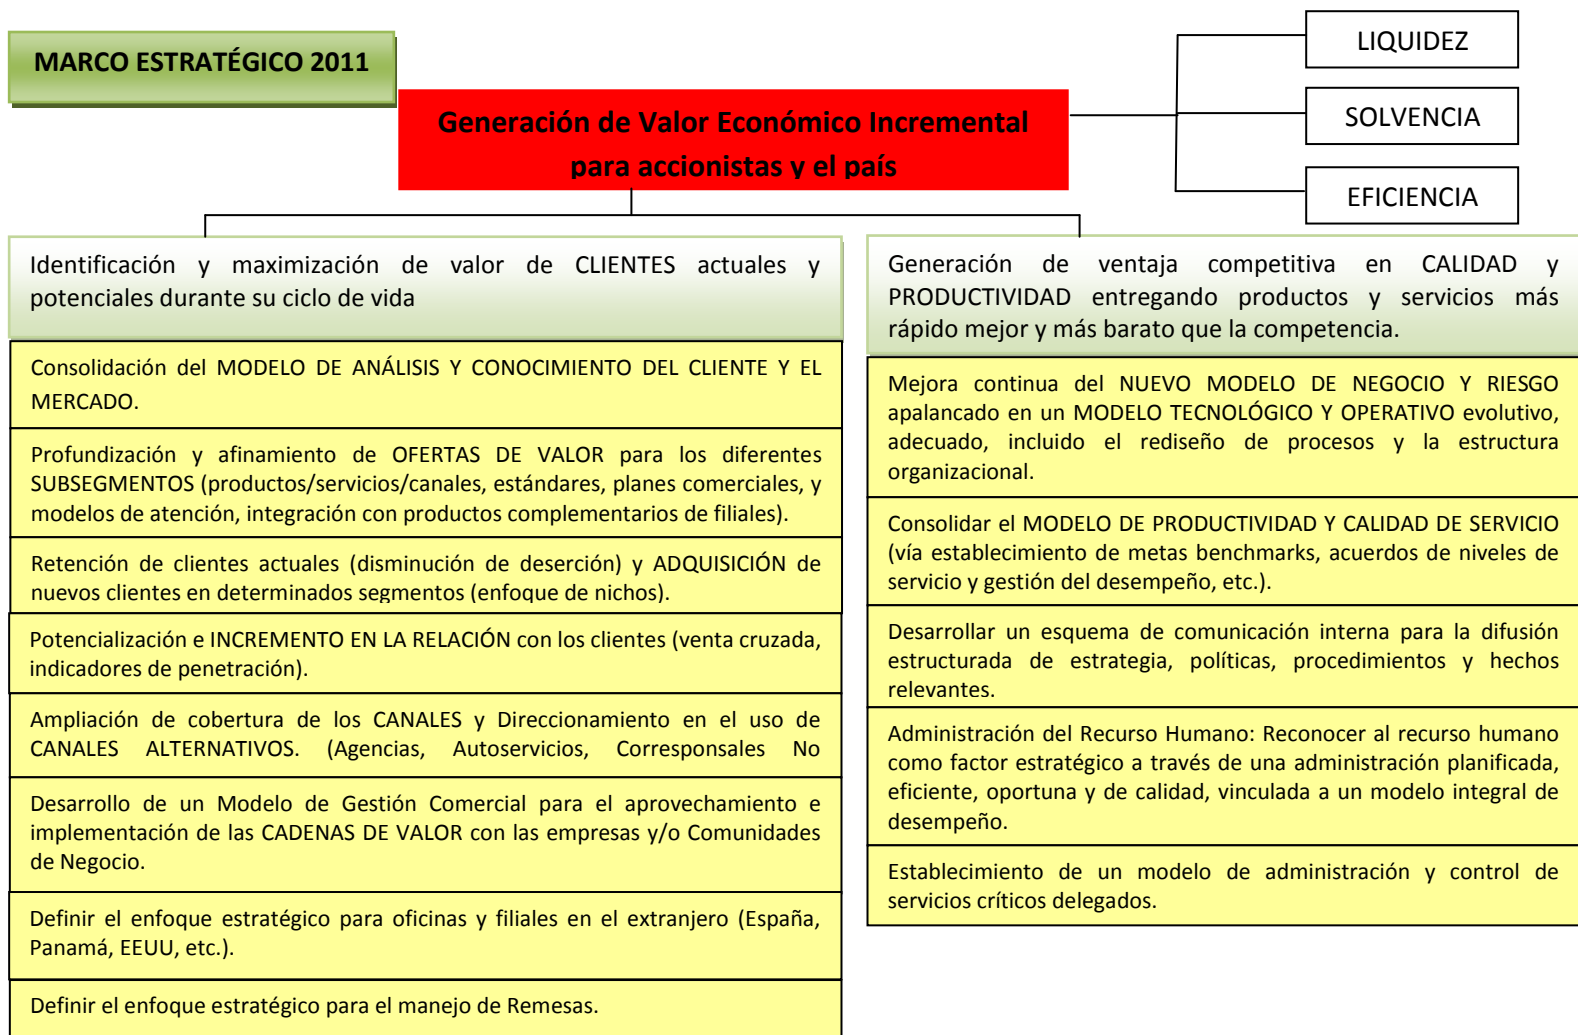 MARCO ESTRATÉGICO 2011
LIQUIDEZ
SOLVENCIA
EFICIENCIA
Generación de Valor Económico Incremental
para accionistas y el país
Identificación y maximización de valor de CLIENTES actuales y
potenciales durante su ciclo de vida
Consolidación del MODELO DE ANÁLISIS Y CONOCIMIENTO DEL CLIENTE Y EL
MERCADO.
Profundización y afinamiento de OFERTAS DE VALOR para los diferentes
SUBSEGMENTOS (productos/servicios/canales, estándares, planes comerciales, y
modelos de atención, integración con productos complementarios de filiales).
Retención de clientes actuales (disminución de deserción) y ADQUISICIÓN de
nuevos clientes en determinados segmentos (enfoque de nichos).
Potencialización e INCREMENTO EN LA RELACIÓN con los clientes (venta cruzada,
indicadores de penetración).
Ampliación de cobertura de los CANALES y Direccionamiento en el uso de
CANALES ALTERNATIVOS. (Agencias, Autoservicios, Corresponsales No
Desarrollo de un Modelo de Gestión Comercial para el aprovechamiento e
implementación de las CADENAS DE VALOR con las empresas y/o Comunidades
de Negocio.
Definir el enfoque estratégico para oficinas y filiales en el extranjero (España,
Panamá, EEUU, etc.).
Definir el enfoque estratégico para el manejo de Remesas.
Generación de ventaja competitiva en CALIDAD y
PRODUCTIVIDAD entregando productos y servicios más
rápido mejor y más barato que la competencia.
Mejora continua del NUEVO MODELO DE NEGOCIO Y RIESGO
apalancado en un MODELO TECNOLÓGICO Y OPERATIVO evolutivo,
adecuado, incluido el rediseño de procesos y la estructura
organizacional.
Consolidar el MODELO DE PRODUCTIVIDAD Y CALIDAD DE SERVICIO
(vía establecimiento de metas benchmarks, acuerdos de niveles de
servicio y gestión del desempeño, etc.).
Desarrollar un esquema de comunicación interna para la difusión
estructurada de estrategia, políticas, procedimientos y hechos
relevantes.
Administración del Recurso Humano: Reconocer al recurso humano
como factor estratégico a través de una administración planificada,
eficiente, oportuna y de calidad, vinculada a un modelo integral de
desempeño.
Establecimiento de un modelo de administración y control de
servicios críticos delegados.